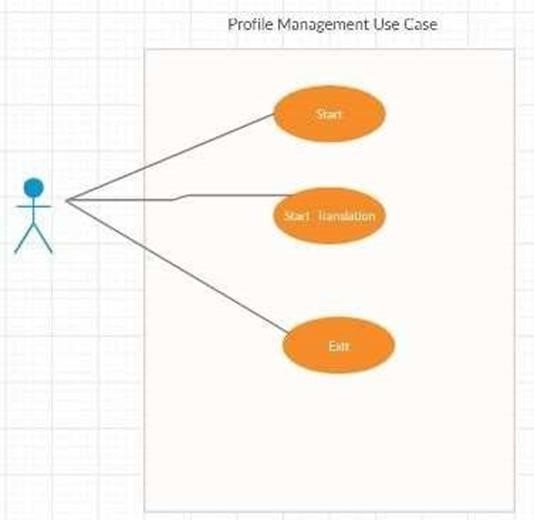 Profile Management Use Case
Start
Start Translation
Exit